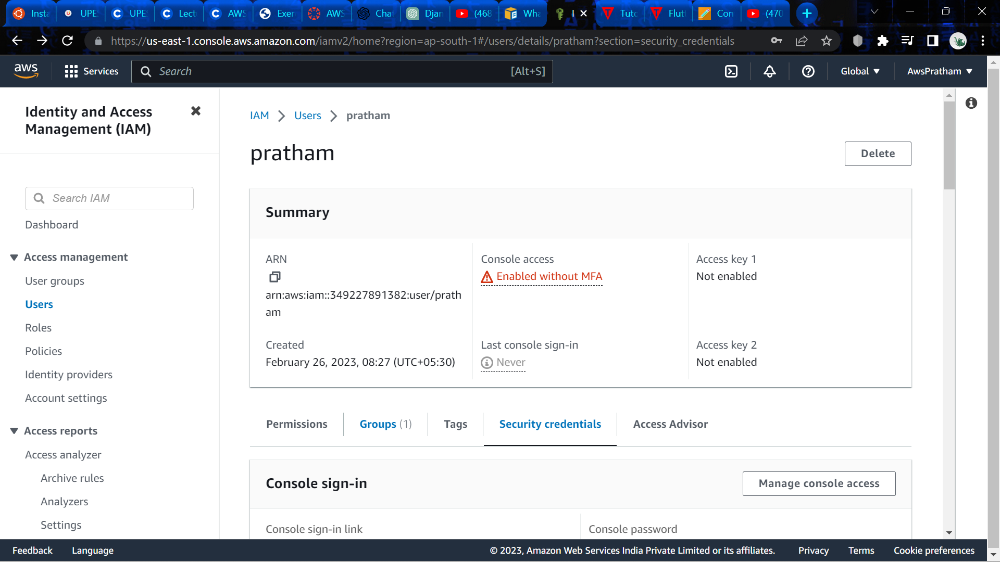 Insta
UPES
UPES
Lect
AWS
Exer
AWS
Chat
Djan
(468
Wha
I
Tuto
Flutt
Con
(470
https://us-east-1.console.aws.amazon.com/iamv2/home?region=ap-south-1#/users/details/pratham?section=security_credentials
aws
Services
Search
[Alt+S]
Global
AwsPratham
Identity and Access
Management (IAM)
Search IAM
Dashboard
Access management
User groups
Users
Roles
Policies
Identity providers
Account settings
Access reports
Access analyzer
Archive rules
Analyzers
Settings
IAM
Users
pratham
pratham
Delete
Summary
ARN
arn:aws:iam::349227891382:user/prath
am
Console access
Enabled without MFA
Access key 1
Not enabled
Created
February 26, 2023, 08:27 (UTC+05:30)
Last console sign-in
Never
Access key 2
Not enabled
Permissions
Groups (1)
Tags
Security credentials
Access Advisor
Console sign-in
Manage console access
Console sign-in link
Console password
Feedback
Language
© 2023, Amazon Web Services India Private Limited or its affiliates.
Privacy
Terms
Cookie preferences